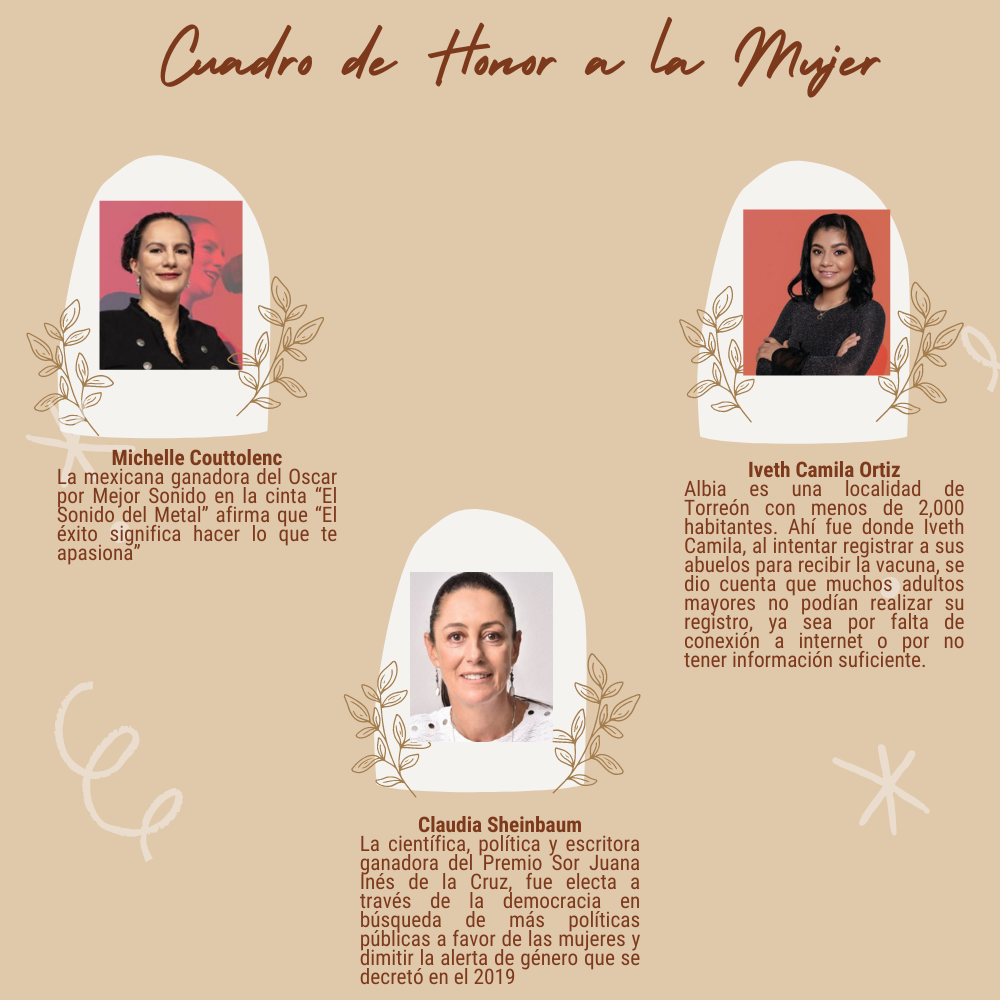 Cuadro de Honor a la Mujer
Michelle Couttolenc
La mexicana ganadora del Oscar
por Mejor Sonido en la cinta “El
Sonido del Metal” afirma que “El
éxito significa hacer lo que te
apasiona”
Iveth Camila Ortiz
Albia es una localidad de
Torreón con menos de 2,000
habitantes. Ahí fue donde Iveth
Camila, al intentar registrar a sus
abuelos para recibir la vacuna, se
dio cuenta que muchos adultos
mayores no podían realizar su
registro, ya sea por falta de
conexión a internet o por no
tener información suficiente.
Claudia Sheinbaum
La científica, política y escritora
ganadora del Premio Sor Juana
Inés de la Cruz, fue electa a
través de la democracia en
búsqueda de más políticas
públicas a favor de las mujeres y
dimitir la alerta de género que se
decretó en el 2019